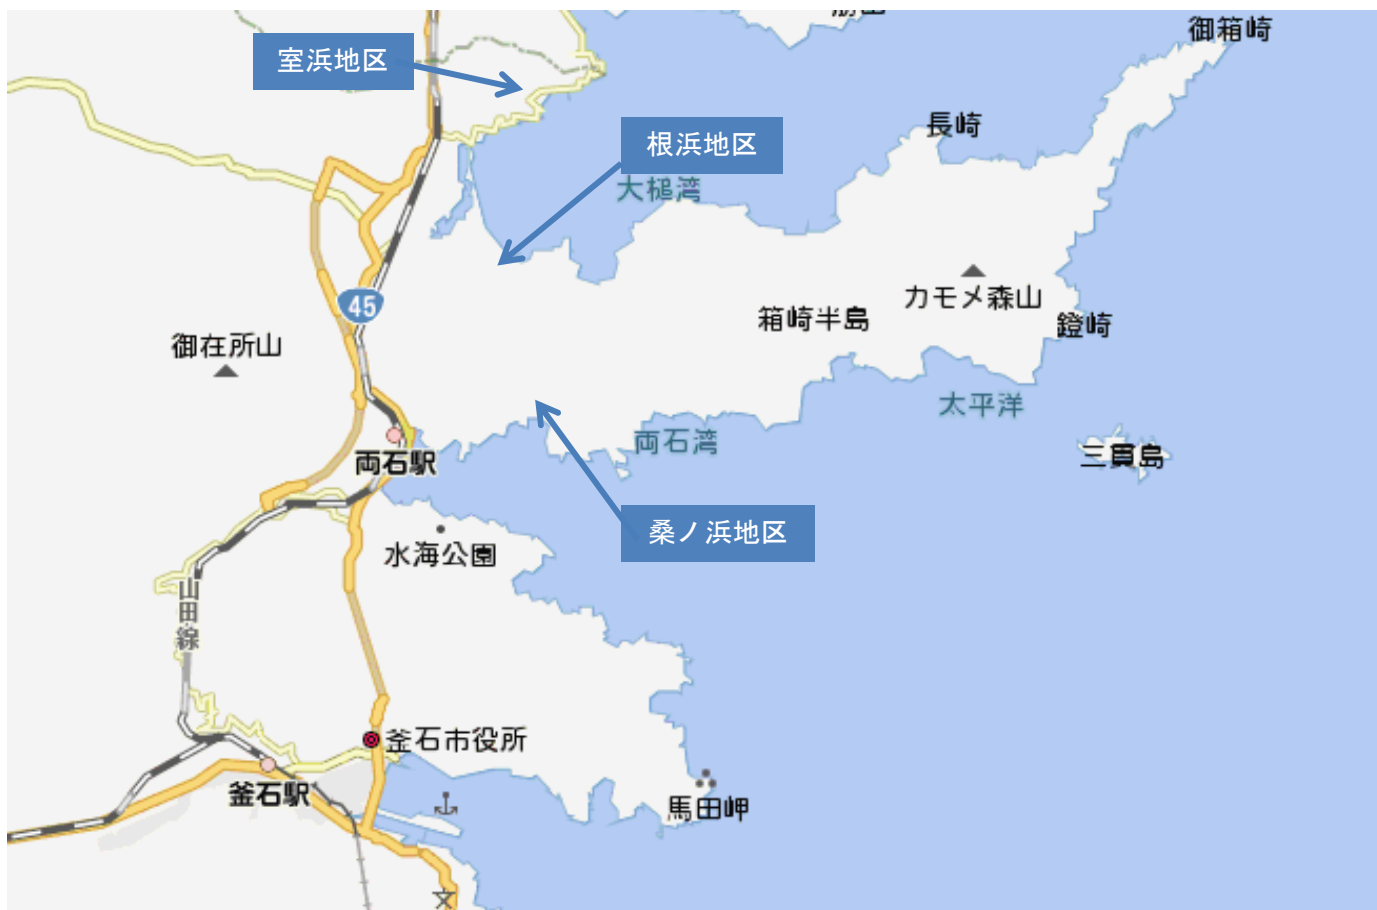 御箱崎
室浜地区
長崎
根浜地区
大槌湾
カモメ森山
45
箱崎半島
鐙崎
御在所山
太平洋
両石湾
三貫島
両石駅
桑ノ浜地区
水海公園
山田線
釜石市役所
釜石駅
馬田岬